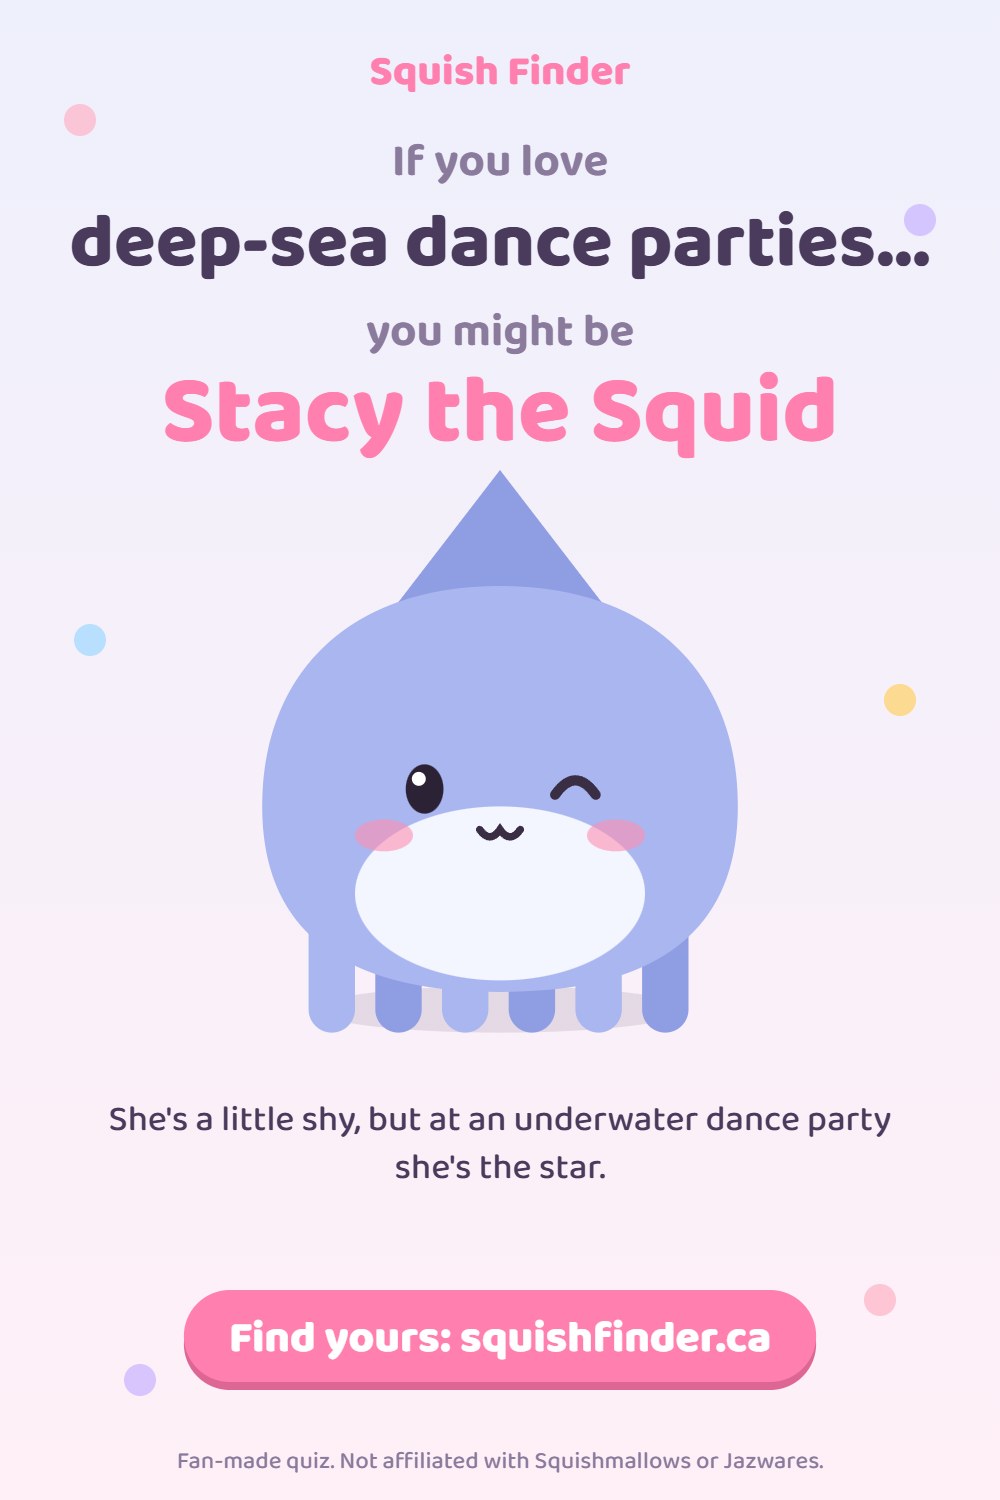 Squish Finder
If you love
deep-sea dance parties...
you might be
Stacy the Squid
She's a little shy, but at an underwater dance party
she's the star.
Find yours: squishfinder.ca
Fan-made quiz. Not affiliated with Squishmallows or Jazwares.